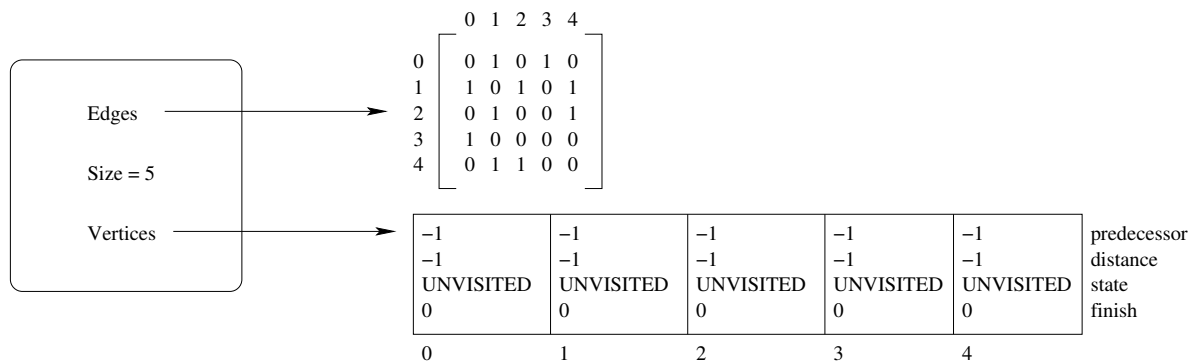 0 1 2 3 4
0 0 1 0 1 0
1 1 0 1 0 1
2 0 1 0 0 1
3 1 0 0 0 0
4 0 1 1 0 0
Edges
Size = 5
Vertices
−1 −1 −1 −1 −1 predecessor
−1 −1 −1 −1 −1 distance
UNVISITED UNVISITED UNVISITED UNVISITED UNVISITED state
0 0 0 0 0 finish
0 1 2 3 4